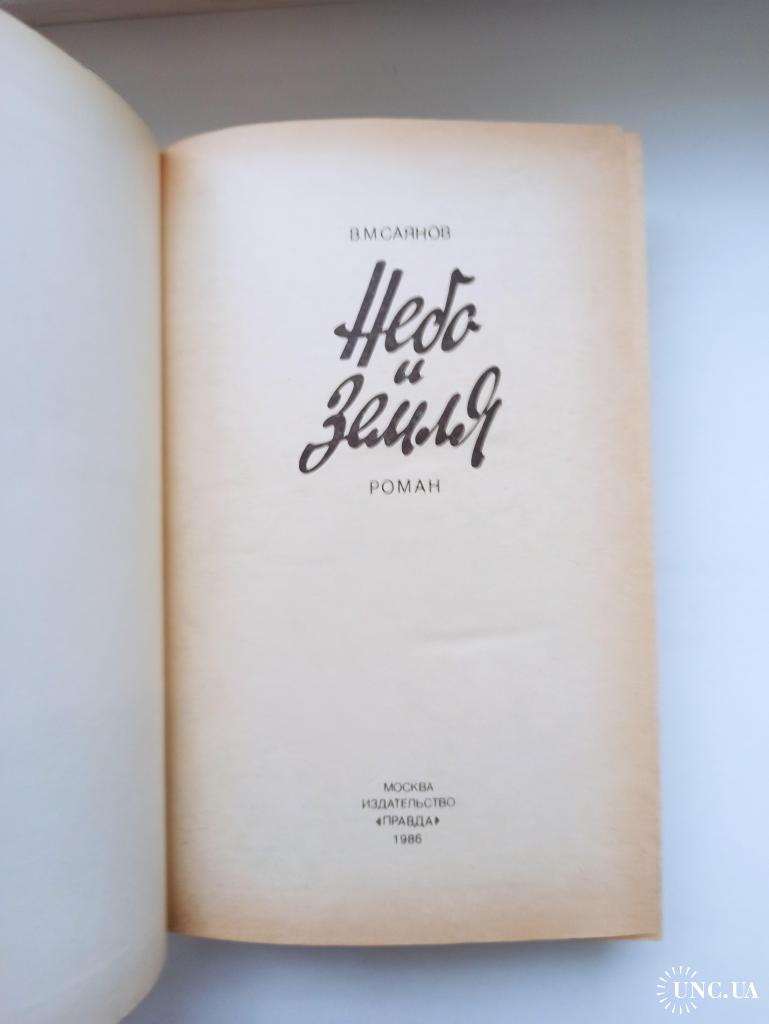 В.М.САЯНОВ
Небо
и
Земля
РОМАН
МОСКВА
ИЗДАТЕЛЬСТВО
«ПРАВДА»
1986
UNC.UA